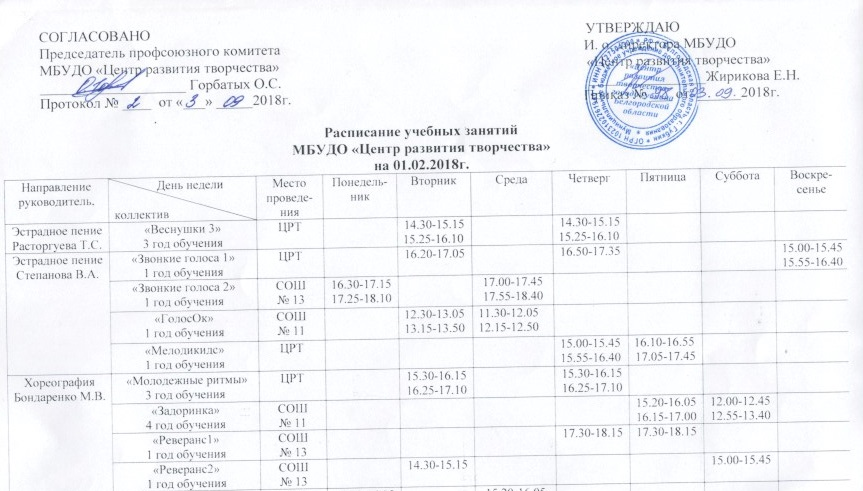 СОГЛАСОВАНО
Председатель профсоюзного комитета
МБУДО «Центр развития творчества»
Горбатых О.С.
Протокол № 2 от «3» 09 2018г.
УТВЕРЖДАЮ
И. о. директора МБУДО
«Центр развития творчества»
Жирикова Е.Н.
Приказ № от 03.09. 2018г.
«Центр
развития
творчества
Белгородской
области
Расписание учебных занятий
МБУДО «Центр развития творчества»
на 01.02.2018г.
Направление руководитель. День недели коллектив Место проведе-ния Понедель-ник Вторник Среда Четверг Пятница Суббота Воскре-сенье
Эстрадное пение «Веснушки 3» ЦРТ 14.30-15.15 14.30-15.15
Расторгуева Т.С. 3 год обучения 15.25-16.10 15.25-16.10
Эстрадное пение «Звонкие голоса 1» ЦРТ 16.20-17.05 16.50-17.35 15.00-15.45
Степанова В.А. 1 год обучения 15.55-16.40
«Звонкие голоса 2» СОШ 16.30-17.15 17.00-17.45
1 год обучения № 13 17.25-18.10 17.55-18.40
«ГолосОк» СОШ 12.30-13.05 11.30-12.05
1 год обучения № 11 13.15-13.50 12.15-12.50
«Мелодикидс» ЦРТ 15.00-15.45 16.10-16.55
1 год обучения 15.55-16.40 17.05-17.45
Хореография «Молодежные ритмы» ЦРТ 15.30-16.15 15.30-16.15
Бондаренко М.В. 3 год обучения 16.25-17.10 16.25-17.10
«Задоринка» СОШ 15.20-16.05 12.00-12.45
4 год обучения № 11 16.15-17.00 12.55-13.40
«Реверанс1» СОШ 17.30-18.15 17.30-18.15
1 год обучения № 13
«Реверанс2» СОШ 14.30-15.15 15.00-15.45
1 год обучения № 13